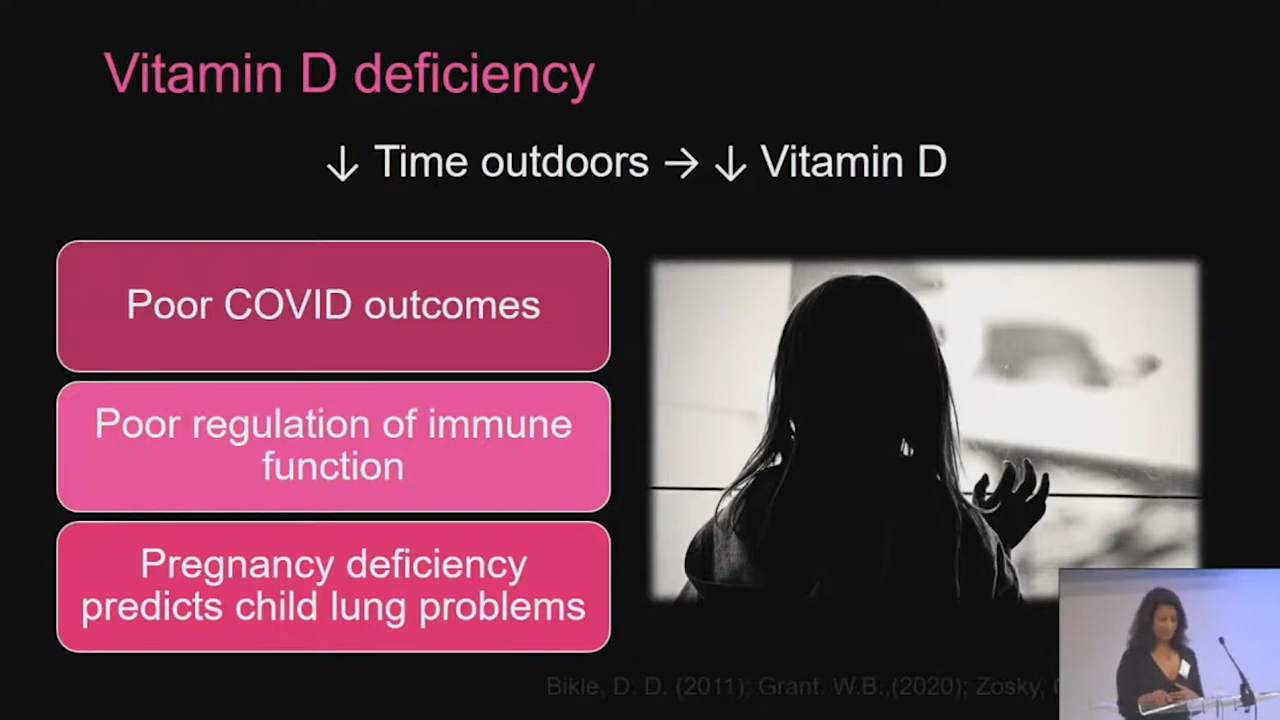 Vitamin D deficiency
↓ Time outdoors → ↓ Vitamin D
Poor COVID outcomes
Poor regulation of immune
function
Pregnancy deficiency
predicts child lung problems
Bikle, D. D. (2011); Grant. W.B.,(2020); Zosky,